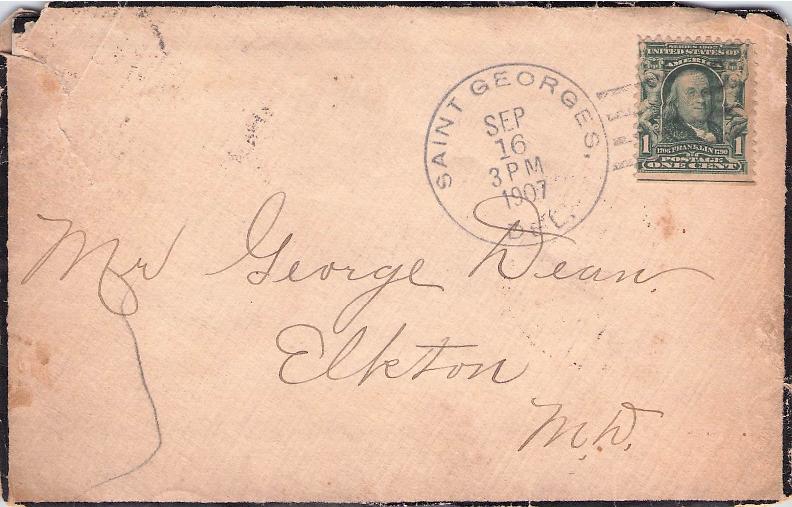 SAINT GEORGES,
SEP
16
3 PM
1907
DEL.
SERIES 1902
UNITED STATES OF
AMERICA
1 1706 FRANKLIN 1790 1
POSTAGE
ONE CENT
Mr George Dean.
Elkton
M.D.